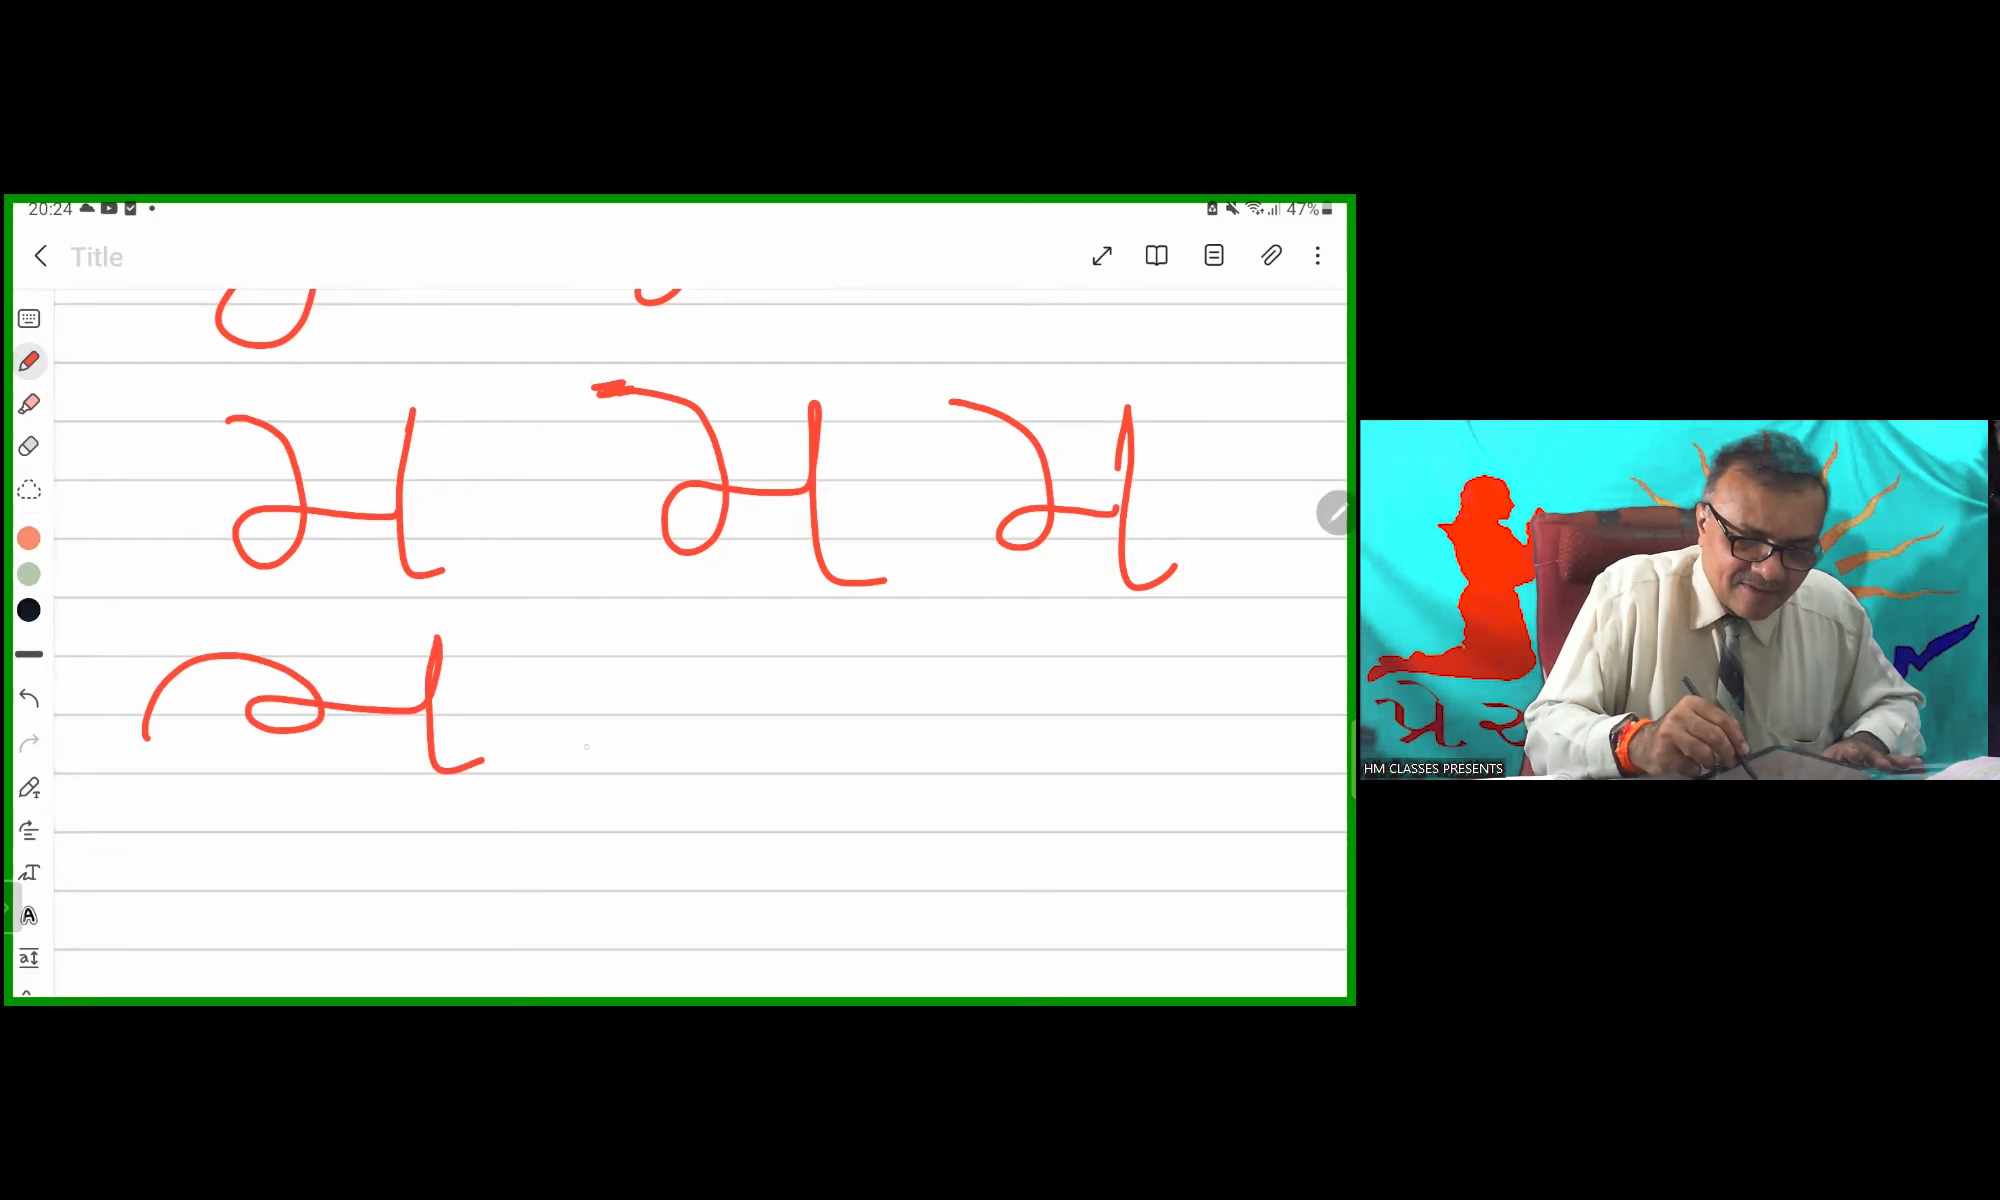 20:24 47%
Title
મ મ મ
મ
પ્રેર
HM CLASSES PRESENTS